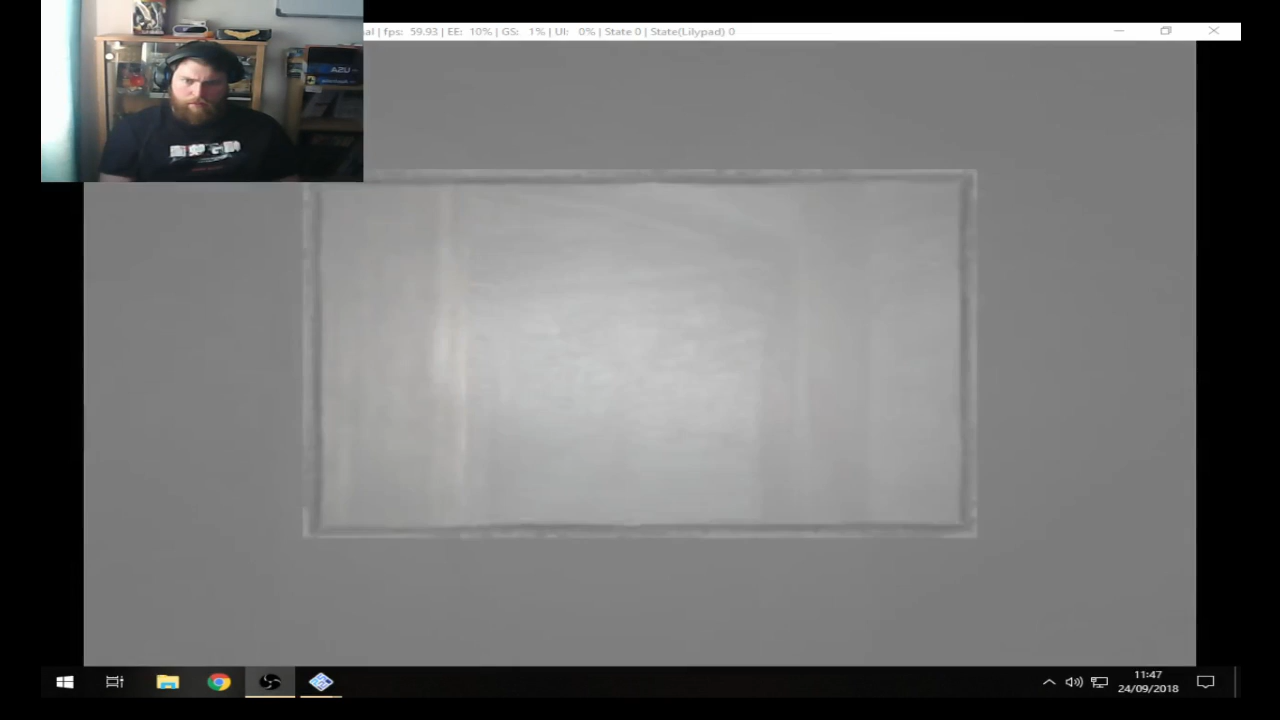 al | fps: 59.93 | EE: 10% | GS: 1% | UI: 0% | State 0 | State(Lilypad) 0
11:47
24/09/2018